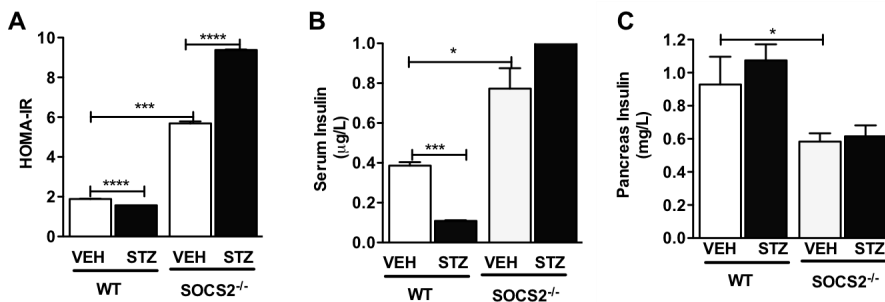 A
HOMA-IR
10
8
6
4
2
0
****
***
****
VEH STZ VEH STZ
WT SOCS2-/-
B
Serum Insulin
(µg/L)
1.0
0.8
0.6
0.4
0.2
0.0
*
***
VEH STZ VEH STZ
WT SOCS2-/-
C
Pancreas Insulin
(mg/L)
1.2
1.0
0.8
0.6
0.4
0.2
0.0
*
VEH STZ VEH STZ
WT SOCS2-/-